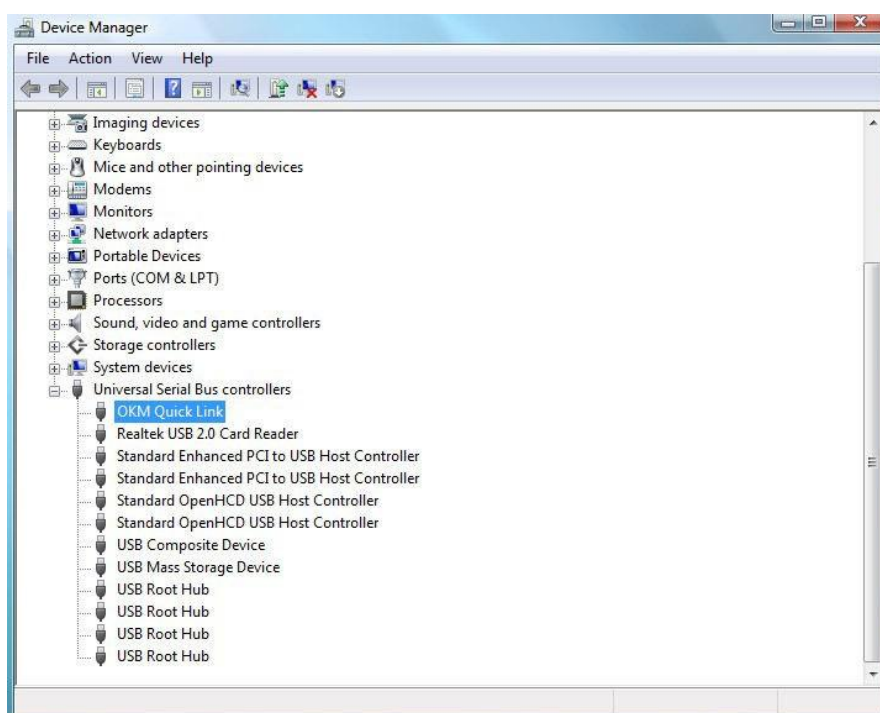 Device Manager
File Action View Help
Imaging devices
Keyboards
Mice and other pointing devices
Modems
Monitors
Network adapters
Portable Devices
Ports (COM & LPT)
Processors
Sound, video and game controllers
Storage controllers
System devices
Universal Serial Bus controllers
OKM Quick Link
Realtek USB 2.0 Card Reader
Standard Enhanced PCI to USB Host Controller
Standard Enhanced PCI to USB Host Controller
Standard OpenHCD USB Host Controller
Standard OpenHCD USB Host Controller
USB Composite Device
USB Mass Storage Device
USB Root Hub
USB Root Hub
USB Root Hub
USB Root Hub